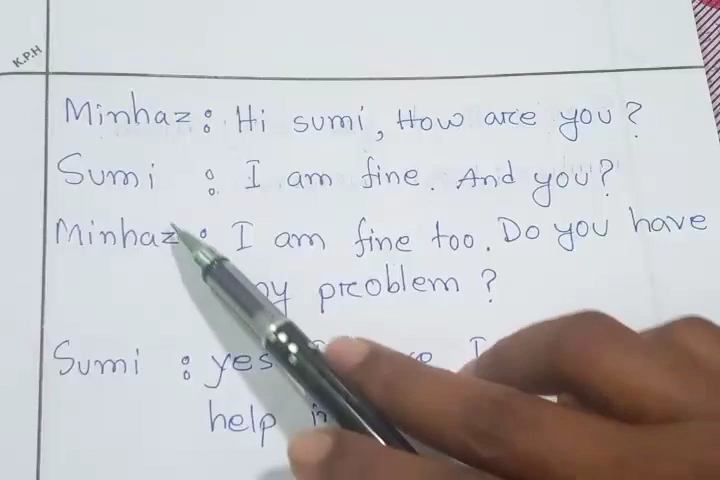 K.P.H
Minhaz : Hi sumi, How are you?
Sumi : I am fine. And you?
Minhaz : I am fine too. Do you have
problem ?
Sumi : yes I
help